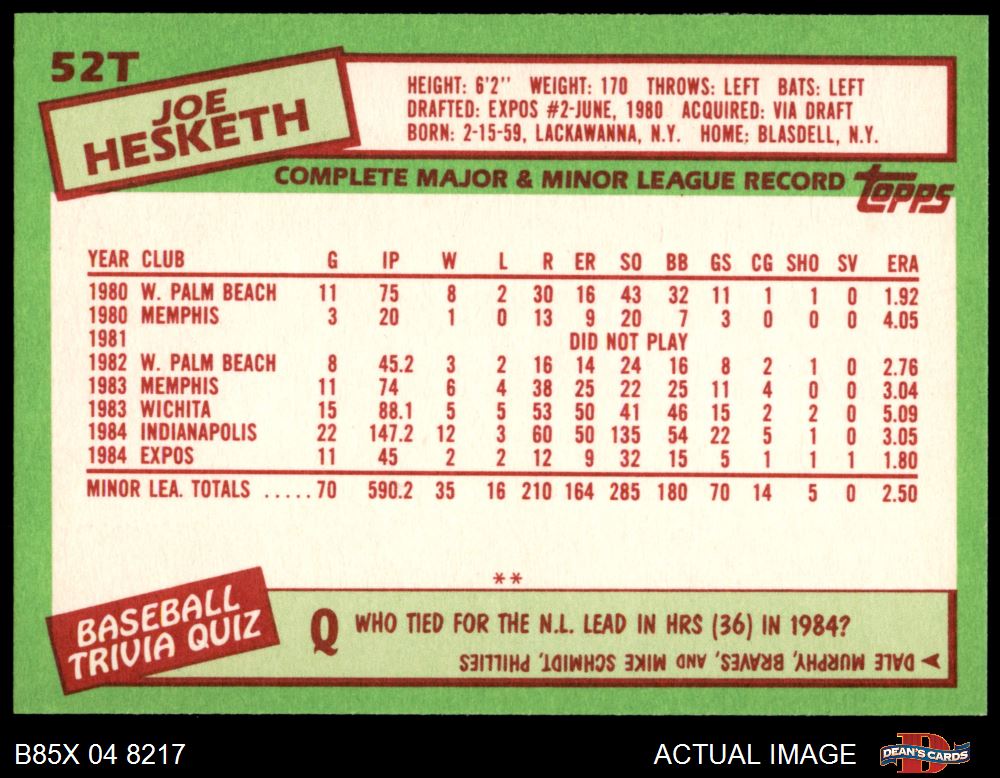 52T
JOE
HESKETH
HEIGHT: 6'2'' WEIGHT: 170 THROWS: LEFT BATS: LEFT
DRAFTED: EXPOS #2-JUNE, 1980 ACQUIRED: VIA DRAFT
BORN: 2-15-59, LACKAWANNA, N.Y. HOME: BLASDELL, N.Y.
COMPLETE MAJOR & MINOR LEAGUE RECORD topps
YEAR CLUB G IP W L R ER SO BB GS CG SHO SV ERA
1980 W. PALM BEACH 11 75 8 2 30 16 43 32 11 1 1 0 1.92
1980 MEMPHIS 3 20 1 0 13 9 20 7 3 0 0 0 4.05
1981 DID NOT PLAY
1982 W. PALM BEACH 8 45.2 3 2 16 14 24 16 8 2 1 0 2.76
1983 MEMPHIS 11 74 6 4 38 25 22 25 11 4 0 0 3.04
1983 WICHITA 15 88.1 5 5 53 50 41 46 15 2 2 0 5.09
1984 INDIANAPOLIS 22 147.2 12 3 60 50 135 54 22 5 1 0 3.05
1984 EXPOS 11 45 2 2 12 9 32 15 5 1 1 1 1.80
MINOR LEA. TOTALS .....70 590.2 35 16 210 164 285 180 70 14 5 0 2.50
**
BASEBALL
TRIVIA QUIZ
Q WHO TIED FOR THE N.L. LEAD IN HRS (36) IN 1984?
DALE MURPHY, BRAVES, AND MIKE SCHMIDT, PHILLIES
B85X 04 8217 ACTUAL IMAGE DEAN'S CARDS